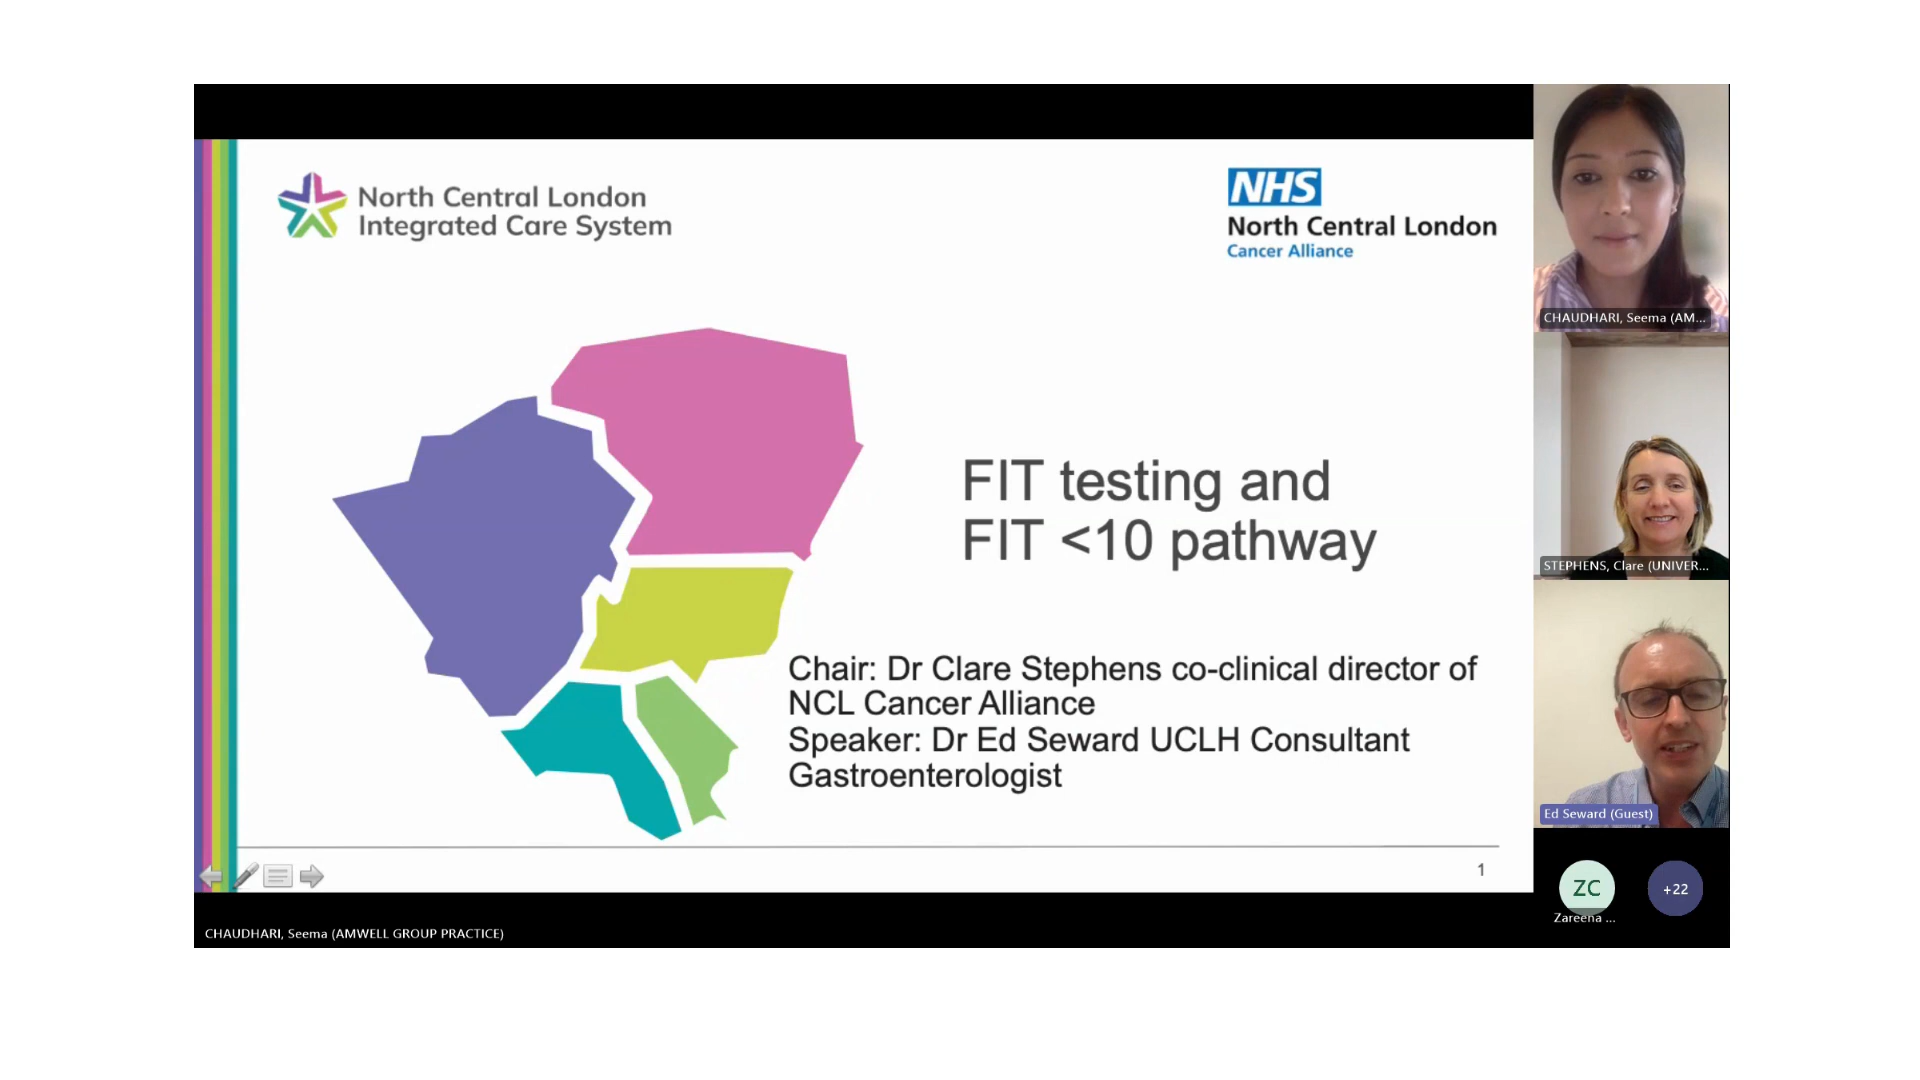 North Central London
Integrated Care System
NHS
North Central London
Cancer Alliance
FIT testing and
FIT <10 pathway
Chair: Dr Clare Stephens co-clinical director of
NCL Cancer Alliance
Speaker: Dr Ed Seward UCLH Consultant
Gastroenterologist
1
CHAUDHARI, Seema (AMWELL GROUP PRACTICE)
CHAUDHARI, Seema (AM...
STEPHENS, Clare (UNIVER...
Ed Seward (Guest)
ZC
Zareena ...
+22